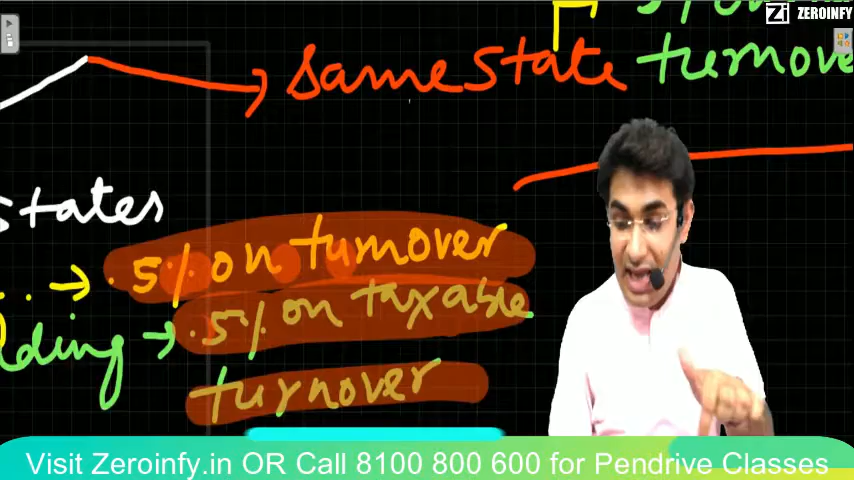 ZEROINFY
same state
turnove
states
.5% on turnover
lding → .5% on taxable
turnover
Visit Zeroinfy.in OR Call 8100 800 600 for Pendrive Classes